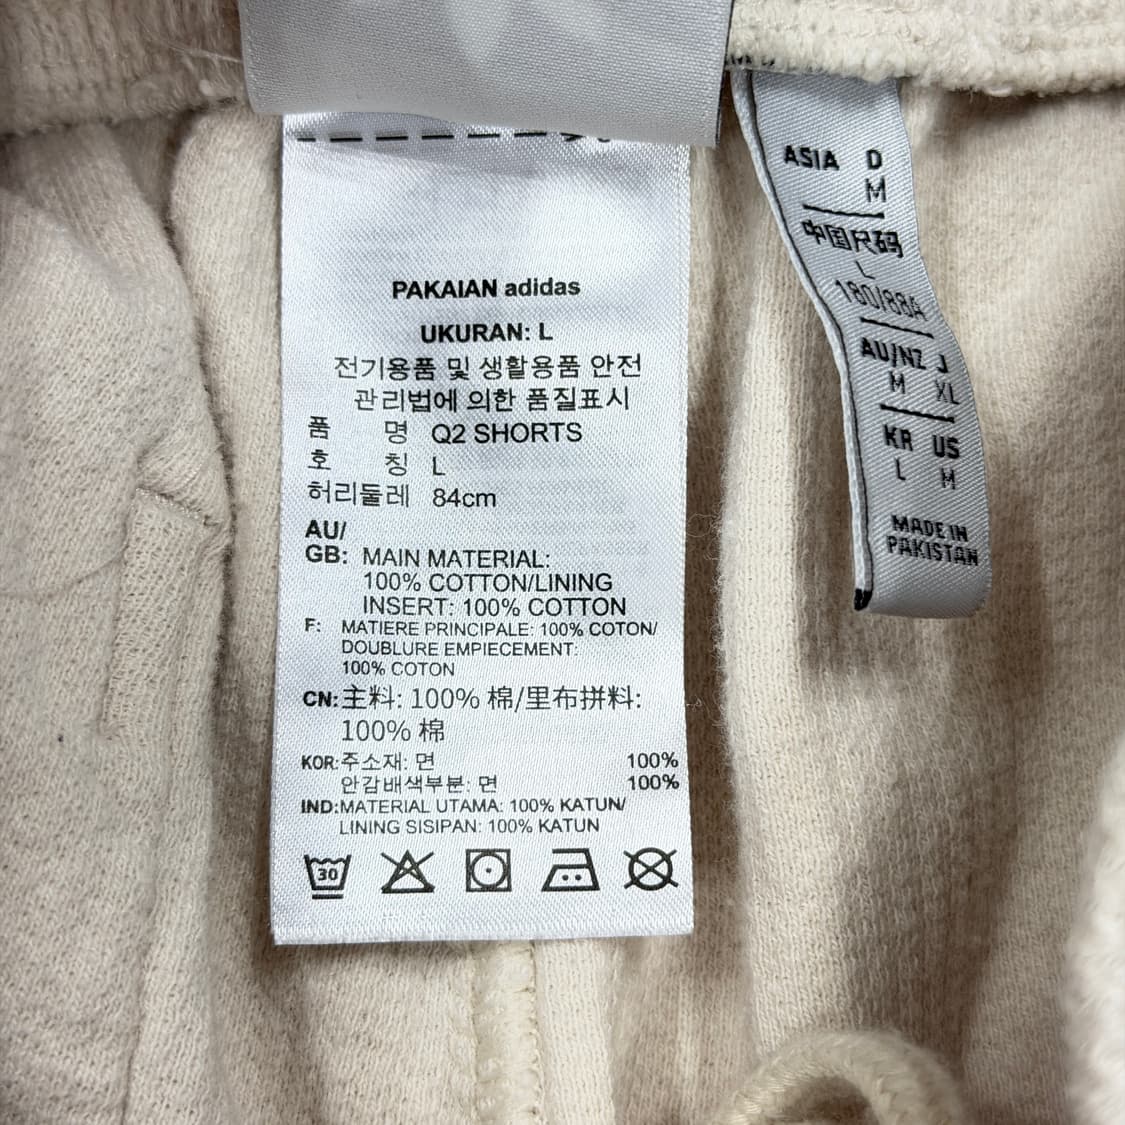 PAKAIAN adidas
UKURAN: L
전기용품 및 생활용품 안전
관리법에 의한 품질표시
품 명 Q2 SHORTS
호 칭 L
허리둘레 84cm
AU/
GB: MAIN MATERIAL:
100% COTTON/LINING
INSERT: 100% COTTON
F: MATIERE PRINCIPALE: 100% COTON/
DOUBLURE EMPIECEMENT:
100% COTON
CN: 主料: 100% 棉/里布拼料:
100% 棉
KOR: 주소재: 면 100%
안감배색부분: 면 100%
IND: MATERIAL UTAMA: 100% KATUN/
LINING SISIPAN: 100% KATUN
30
ASIA D
M
中国尺码
L
180/88A
AU/NZ J
M XL
KR US
L M
MADE IN
PAKISTAN